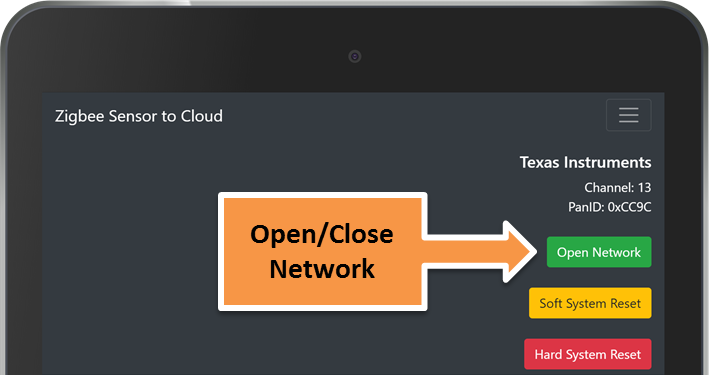 Zigbee Sensor to Cloud
Texas Instruments
Channel: 13
PanID: 0xCC9C
Open/Close
Network
Open Network
Soft System Reset
Hard System Reset